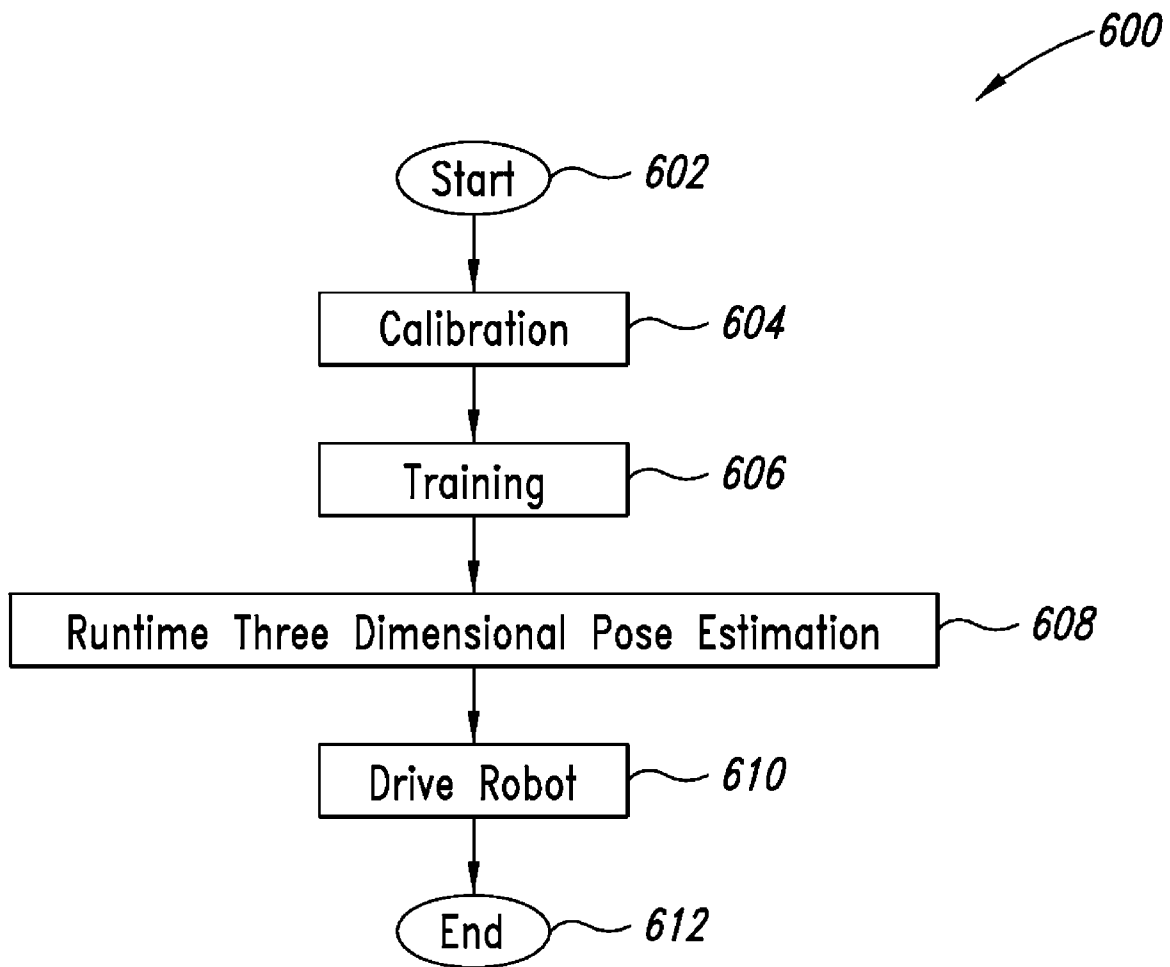 600
Start 602
Calibration 604
Training 606
Runtime Three Dimensional Pose Estimation 608
Drive Robot 610
End 612